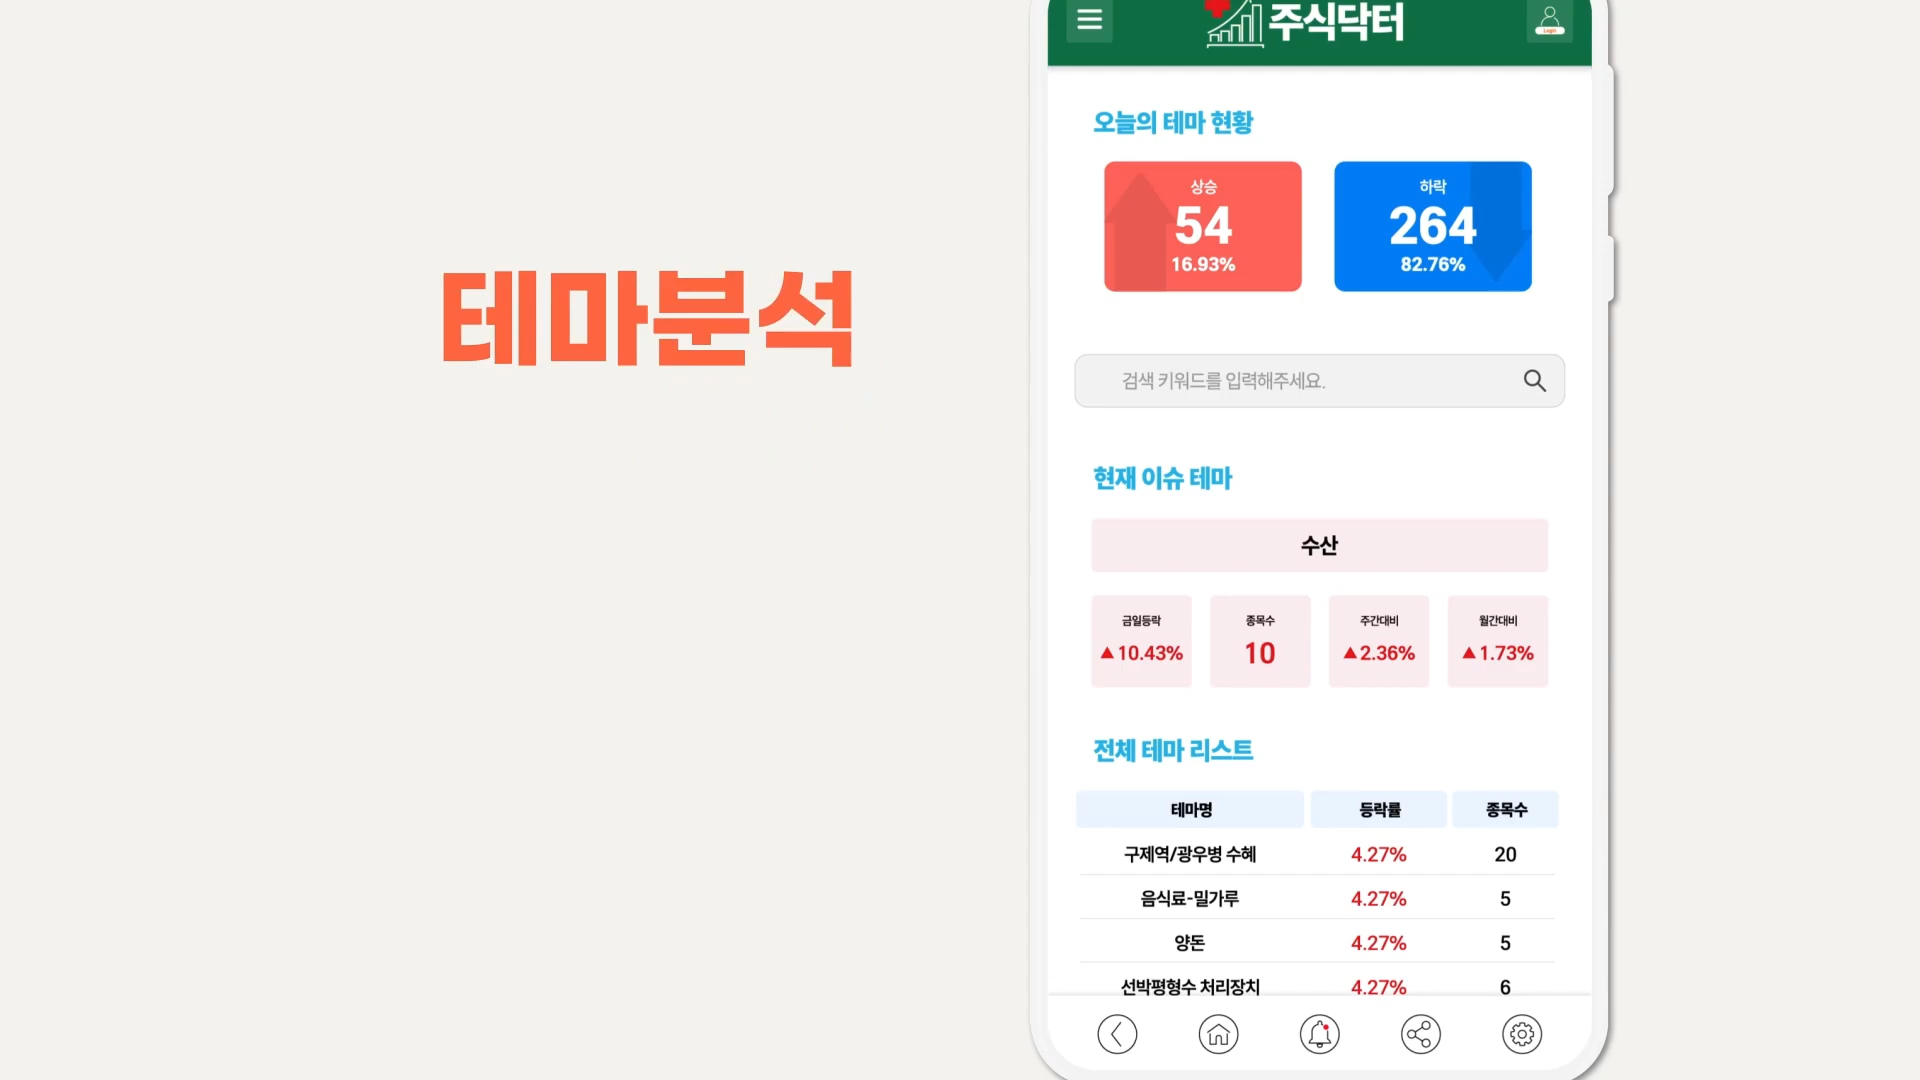 테마분석
주식닥터
Login
오늘의 테마 현황
상승
54
16.93%
하락
264
82.76%
검색 키워드를 입력해주세요.
현재 이슈 테마
수산
금일등락
▲10.43%
종목수
10
주간대비
▲2.36%
월간대비
▲1.73%
전체 테마 리스트
테마명 등락률 종목수
구제역/광우병 수혜 4.27% 20
음식료-밀가루 4.27% 5
양돈 4.27% 5
선박평형수 처리장치 4.27% 6